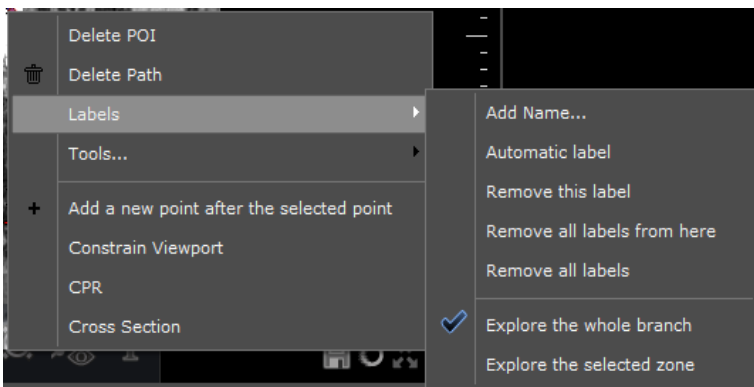 Delete POI
Delete Path
Labels
Tools...
Add a new point after the selected point
Constrain Viewport
CPR
Cross Section
Add Name...
Automatic label
Remove this label
Remove all labels from here
Remove all labels
Explore the whole branch
Explore the selected zone